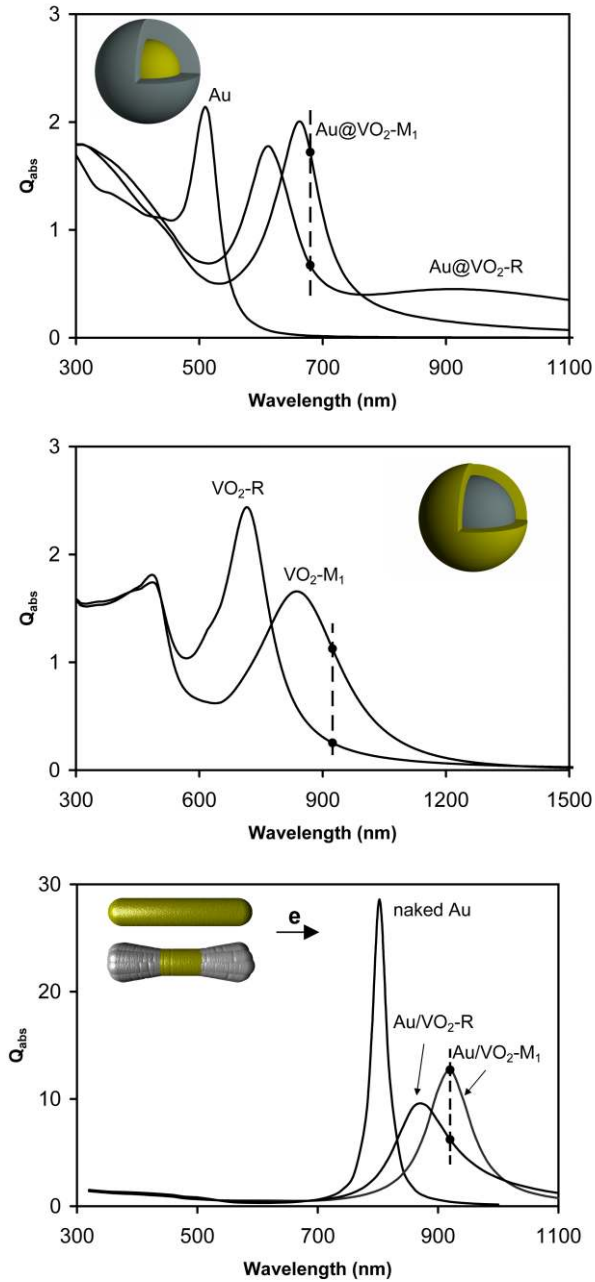 3
Au
Au@VO₂-M₁
2
Qabs
1
Au@VO₂-R
0
300 500 700 900 1100
Wavelength (nm)
3
VO₂-R
2
VO₂-M₁
Qabs
1
0
300 600 900 1200 1500
Wavelength (nm)
30
e
naked Au
20
Au/VO₂-R
Au/VO₂-M₁
Qabs
10
0
300 500 700 900 1100
Wavelength (nm)